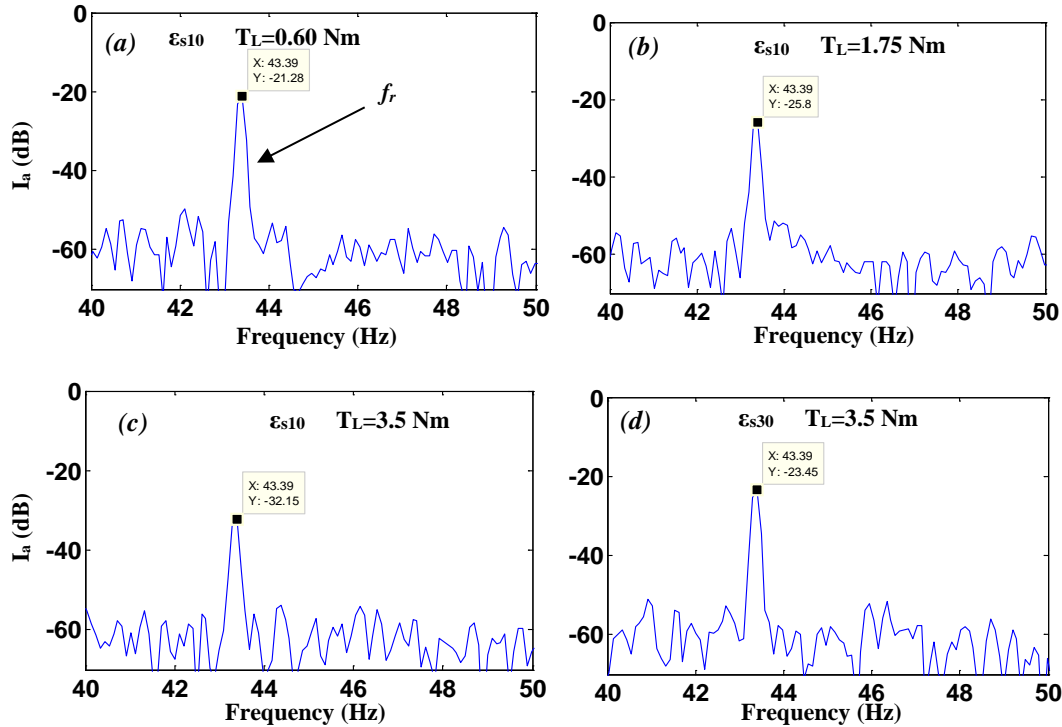 (a) εs10 TL=0.60 Nm
X: 43.39
Y: -21.28
fr
Ia (dB)
0
-20
-40
-60
40 42 44 46 48 50
Frequency (Hz)
(b) εs10 TL=1.75 Nm
X: 43.39
Y: -25.8
0
-20
-40
-60
40 42 44 46 48 50
Frequency (Hz)
(c) εs10 TL=3.5 Nm
X: 43.39
Y: -32.15
Ia (dB)
0
-20
-40
-60
40 42 44 46 48 50
Frequency (Hz)
(d) εs30 TL=3.5 Nm
X: 43.39
Y: -23.45
0
-20
-40
-60
40 42 44 46 48 50
Frequency (Hz)